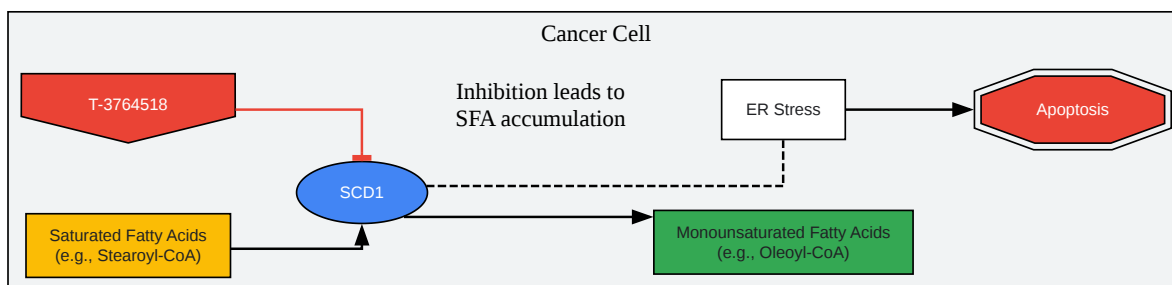 Cancer Cell
T-3764518
Inhibition leads to
SFA accumulation
ER Stress
Apoptosis
SCD1
Saturated Fatty Acids
(e.g., Stearoyl-CoA)
Monounsaturated Fatty Acids
(e.g., Oleoyl-CoA)